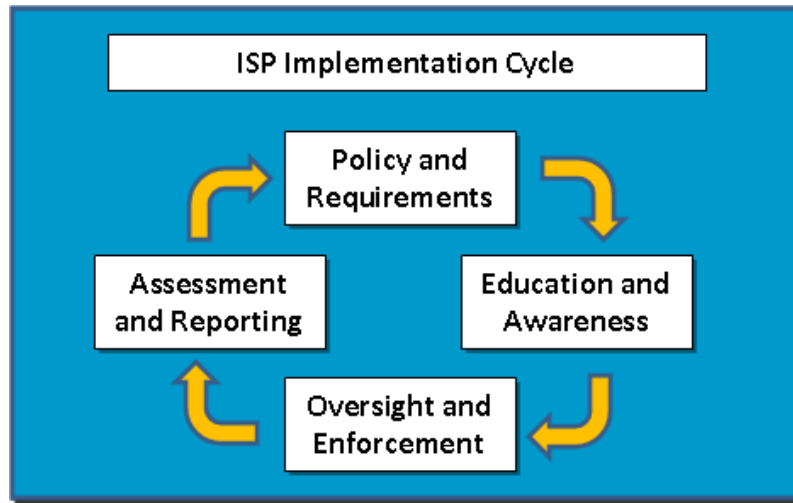 ISP Implementation Cycle
Policy and
Requirements
Education and
Awareness
Oversight and
Enforcement
Assessment
and Reporting